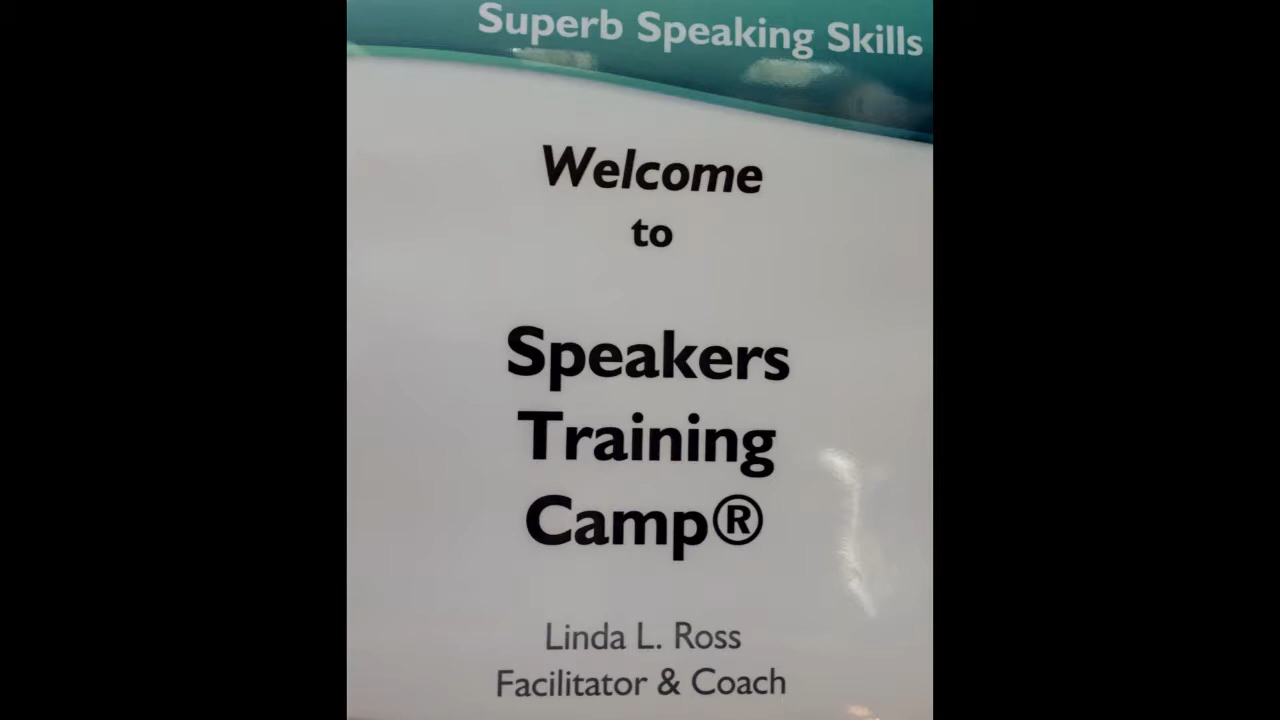 Superb Speaking Skills
Welcome
to
Speakers
Training
Camp®
Linda L. Ross
Facilitator & Coach